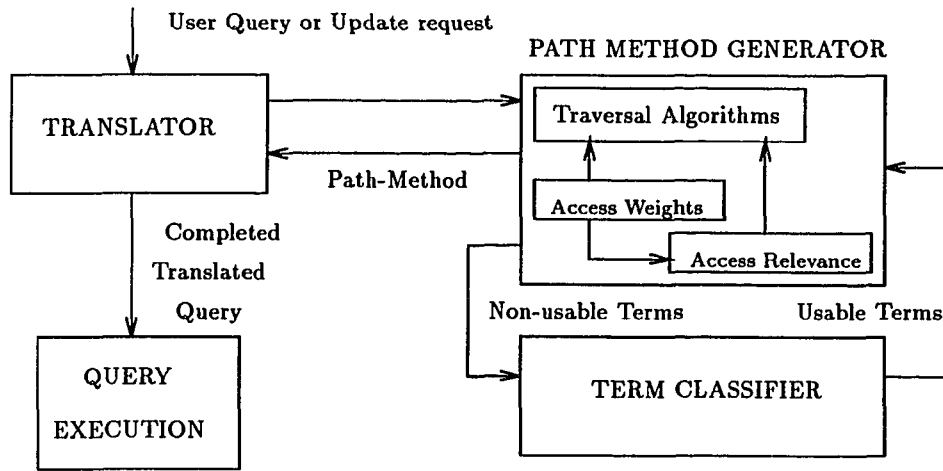 User Query or Update request
PATH METHOD GENERATOR
TRANSLATOR
Traversal Algorithms
Path-Method
Access Weights
Access Relevance
Completed
Translated
Query
Non-usable Terms
Usable Terms
QUERY
EXECUTION
TERM CLASSIFIER